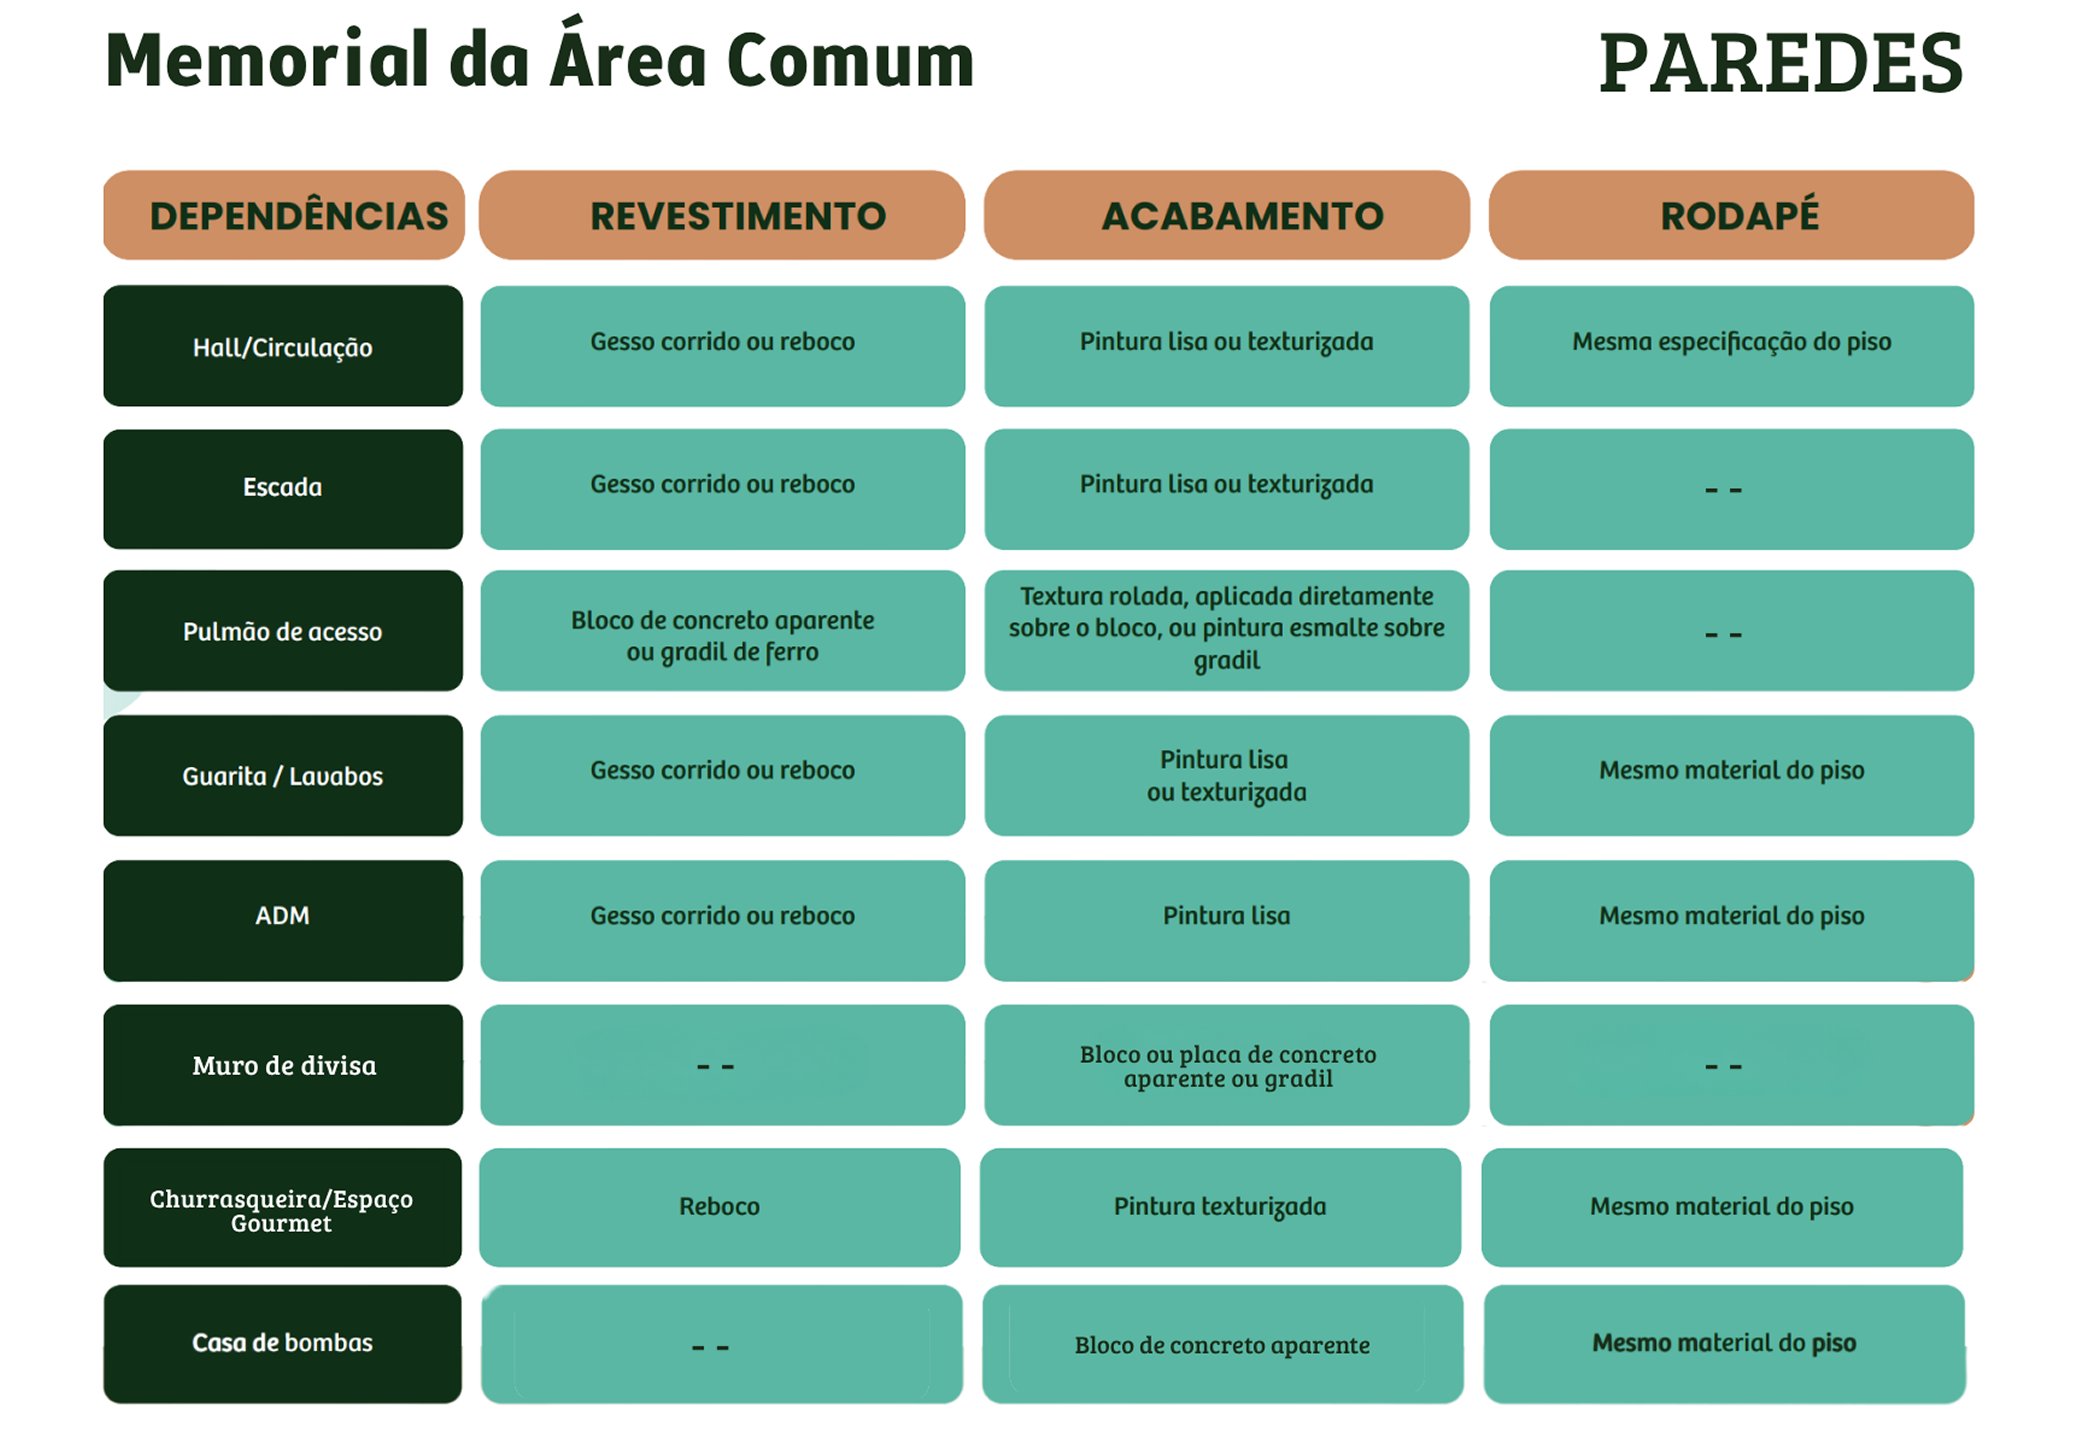 Memorial da Área Comum
PAREDES
DEPENDÊNCIAS
REVESTIMENTO
ACABAMENTO
RODAPÉ
Hall/Circulação
Gesso corrido ou reboco
Pintura lisa ou texturizada
Mesma especificação do piso
Escada
Gesso corrido ou reboco
Pintura lisa ou texturizada
- -
Pulmão de acesso
Bloco de concreto aparente
ou gradil de ferro
Textura rolada, aplicada diretamente
sobre o bloco, ou pintura esmalte sobre
gradil
- -
Guarita / Lavabos
Gesso corrido ou reboco
Pintura lisa
ou texturizada
Mesmo material do piso
ADM
Gesso corrido ou reboco
Pintura lisa
Mesmo material do piso
Muro de divisa
- -
Bloco ou placa de concreto
aparente ou gradil
- -
Churrasqueira/Espaço
Gourmet
Reboco
Pintura texturizada
Mesmo material do piso
Casa de bombas
- -
Bloco de concreto aparente
Mesmo material do piso